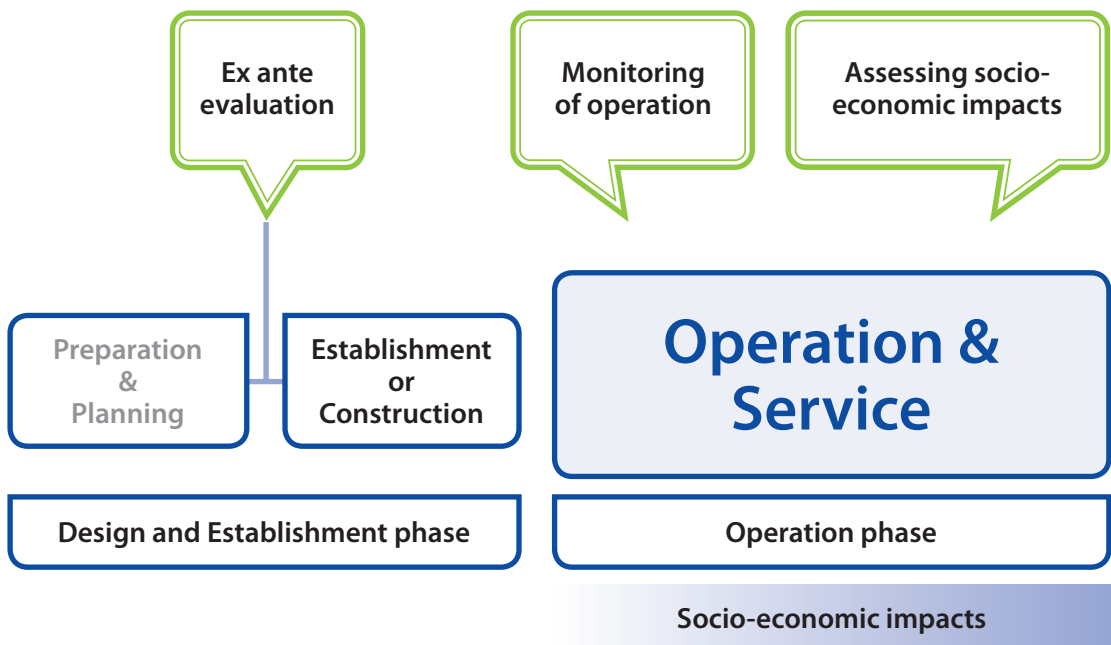 Ex ante
evaluation
Monitoring
of operation
Assessing socio-
economic impacts
Preparation
&
Planning
Establishment
or
Construction
Operation &
Service
Design and Establishment phase
Operation phase
Socio-economic impacts